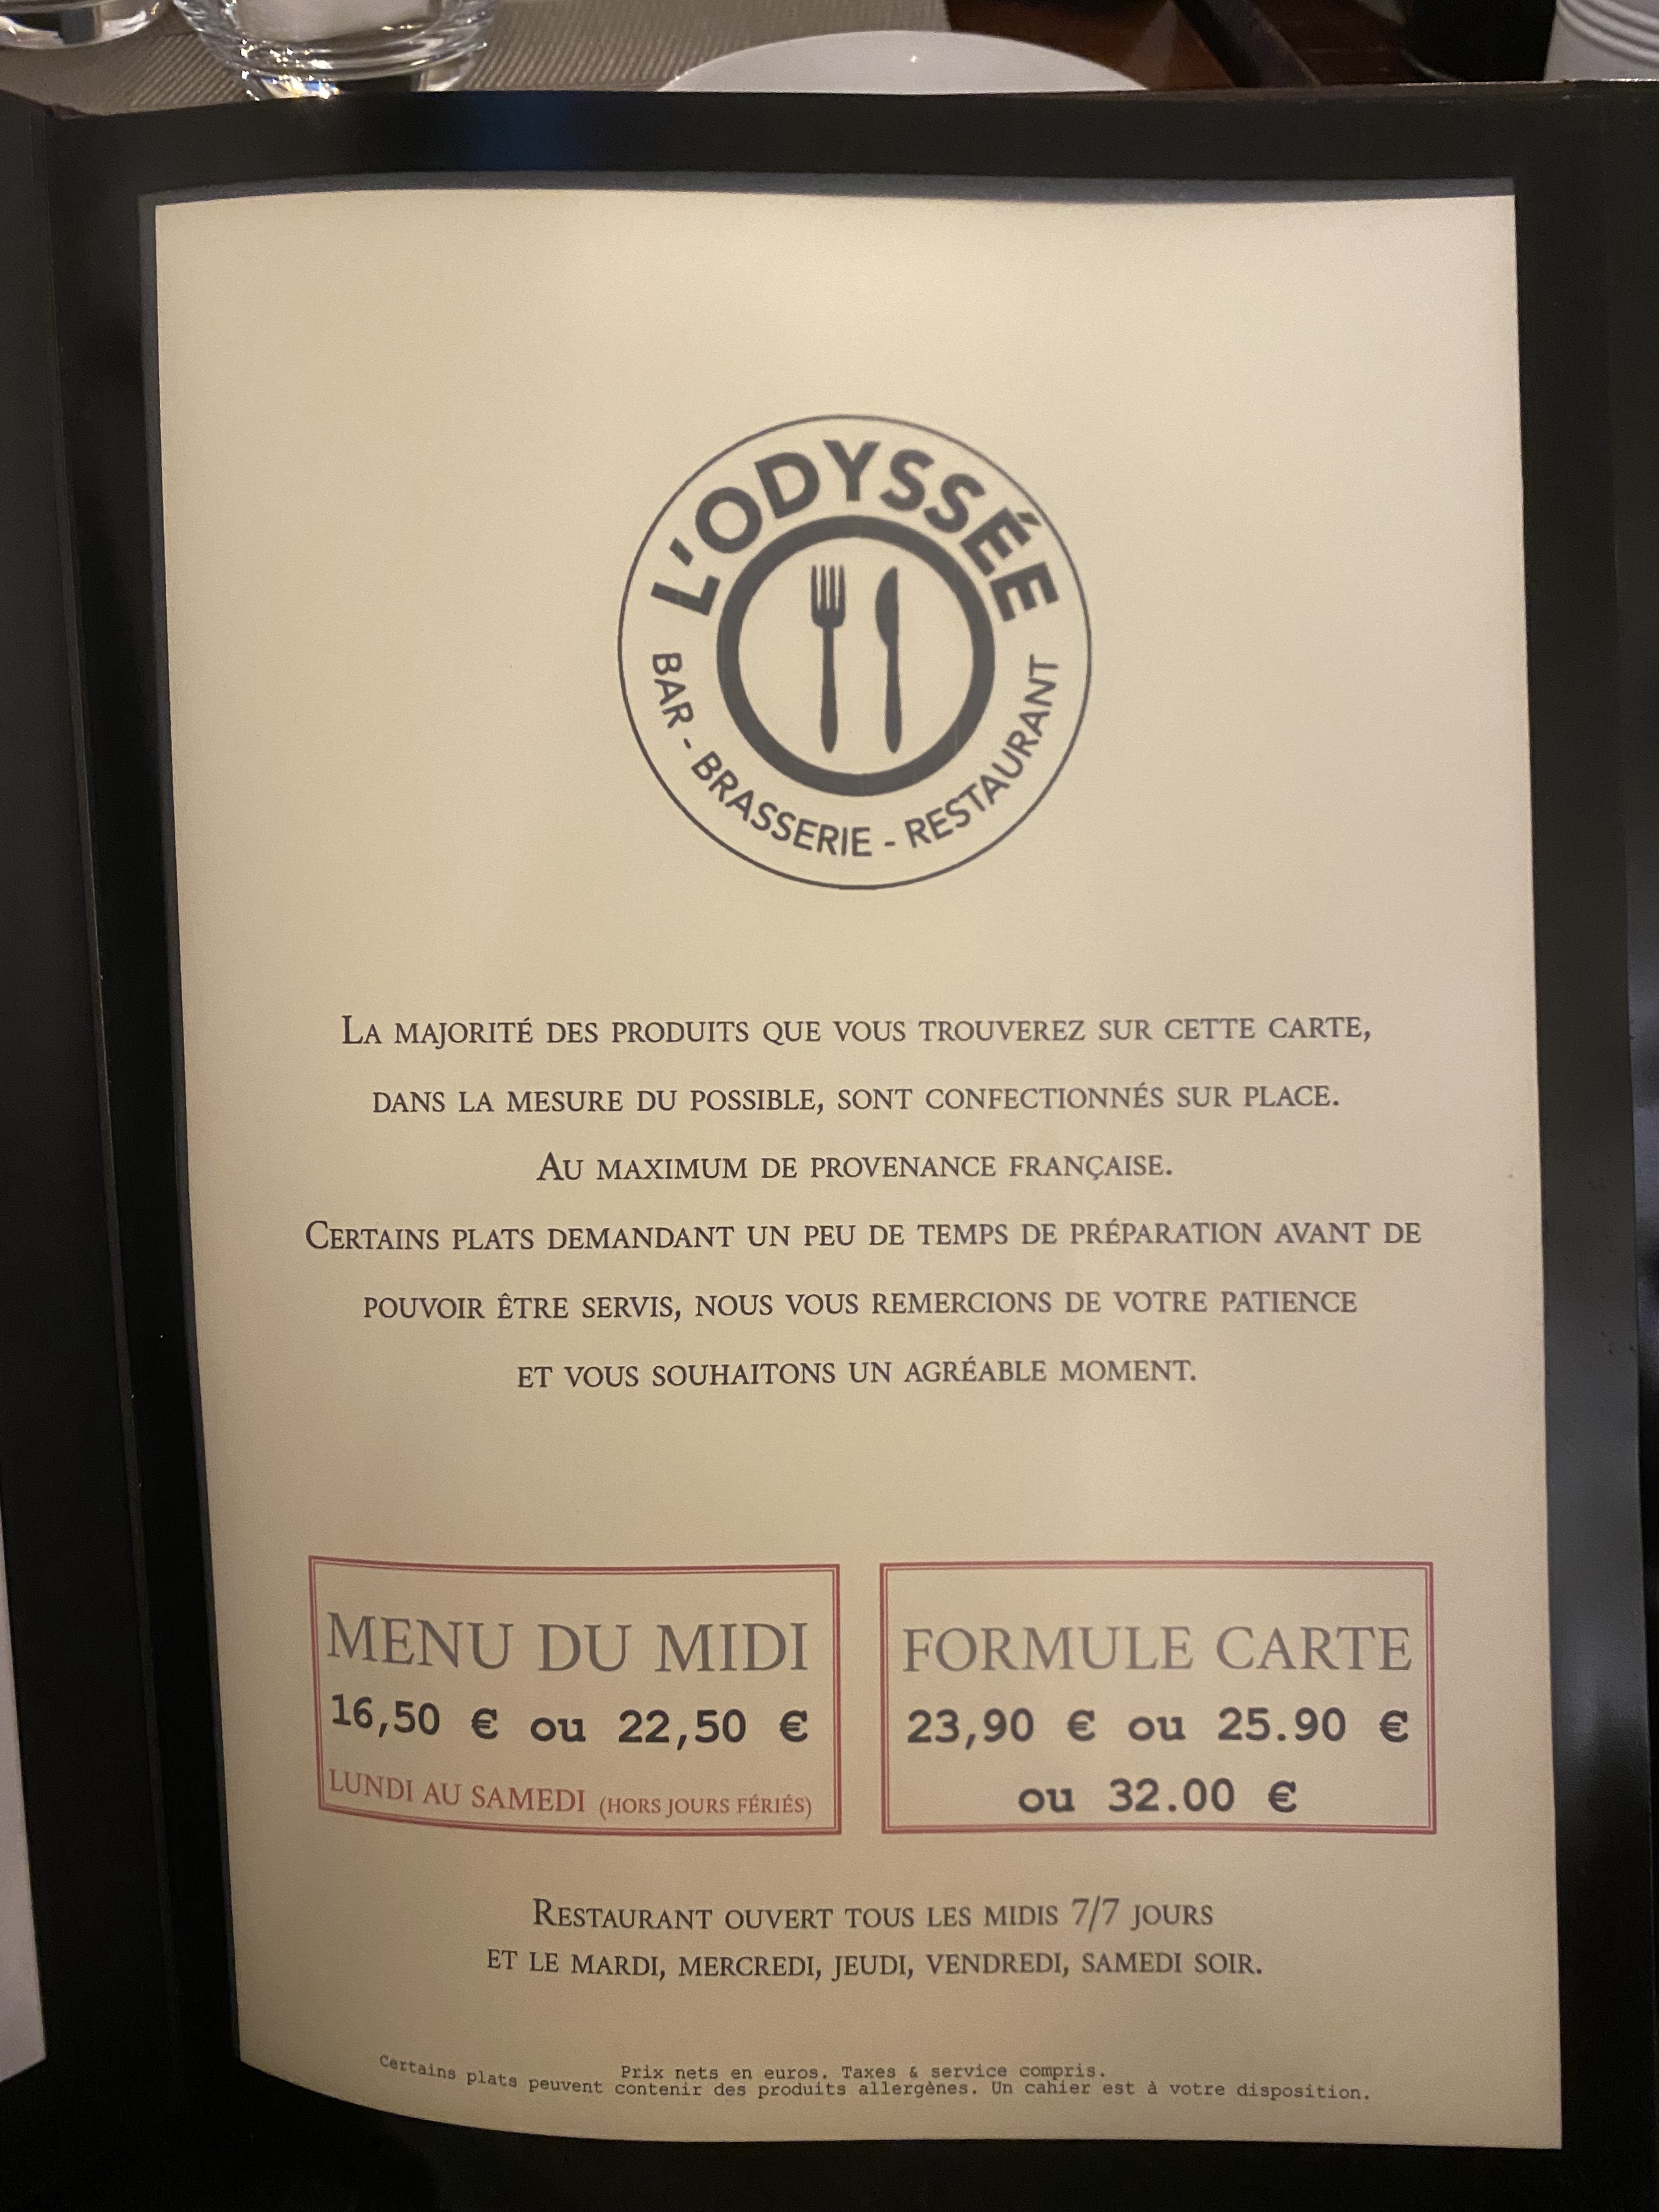 L'ODYSSÉE
BAR - BRASSERIE - RESTAURANT
LA MAJORITÉ DES PRODUITS QUE VOUS TROUVEREZ SUR CETTE CARTE,
DANS LA MESURE DU POSSIBLE, SONT CONFECTIONNÉS SUR PLACE.
AU MAXIMUM DE PROVENANCE FRANÇAISE.
CERTAINS PLATS DEMANDANT UN PEU DE TEMPS DE PRÉPARATION AVANT DE
POUVOIR ÊTRE SERVIS, NOUS VOUS REMERCIONS DE VOTRE PATIENCE
ET VOUS SOUHAITONS UN AGRÉABLE MOMENT.
MENU DU MIDI
16,50 € ou 22,50 €
LUNDI AU SAMEDI (HORS JOURS FÉRIÉS)
FORMULE CARTE
23,90 € ou 25.90 €
ou 32.00 €
RESTAURANT OUVERT TOUS LES MIDIS 7/7 JOURS
ET LE MARDI, MERCREDI, JEUDI, VENDREDI, SAMEDI SOIR.
Prix nets en euros. Taxes & service compris.
Certains plats peuvent contenir des produits allergènes. Un cahier est à votre disposition.